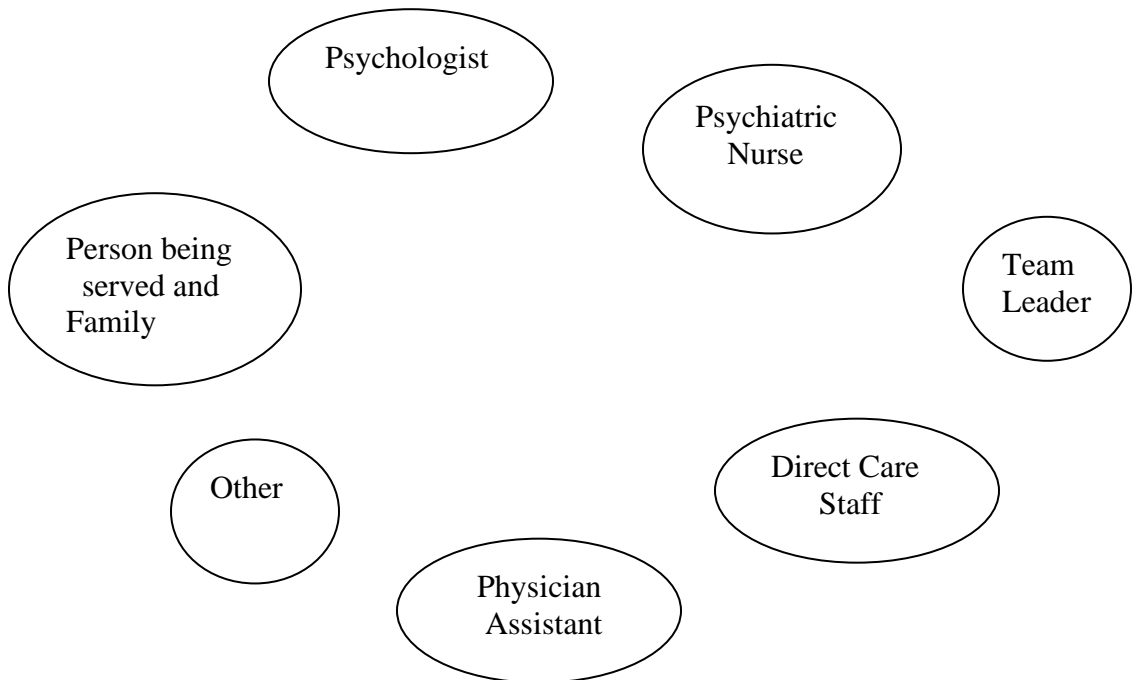 Psychologist
Psychiatric
Nurse
Person being
served and
Family
Team
Leader
Direct Care
Staff
Other
Physician
Assistant